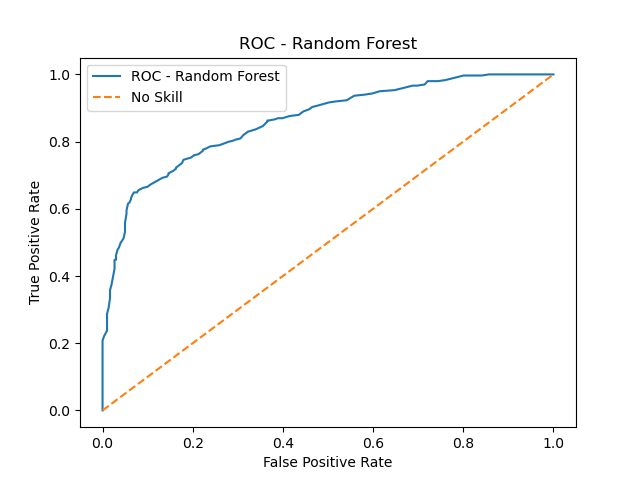 ROC - Random Forest
ROC - Random Forest
No Skill
True Positive Rate
1.0
0.8
0.6
0.4
0.2
0.0
0.0 0.2 0.4 0.6 0.8 1.0
False Positive Rate